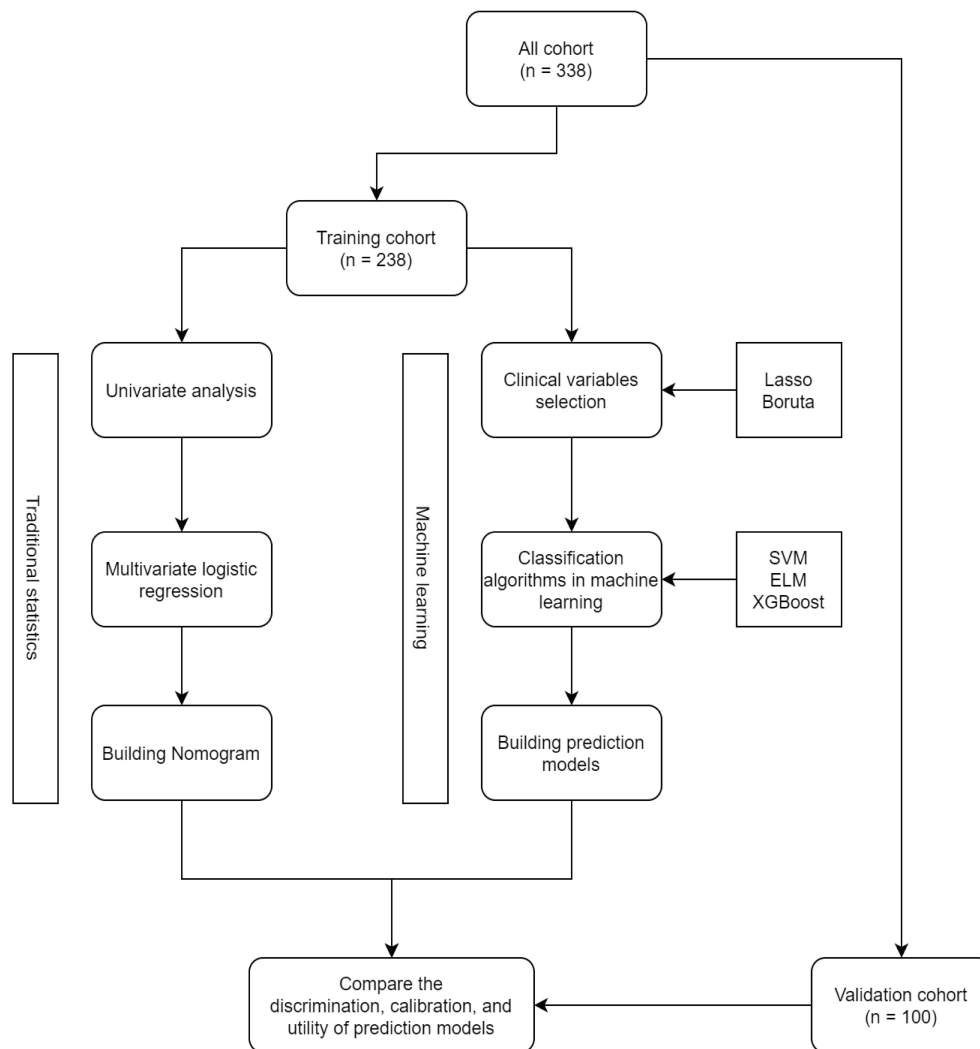 All cohort
(n = 338)
Training cohort
(n = 238)
Traditional statistics
Univariate analysis
Multivariate logistic
regression
Building Nomogram
Machine learning
Clinical variables
selection
Lasso
Boruta
Classification
algorithms in machine
learning
SVM
ELM
XGBoost
Building prediction
models
Compare the
discrimination, calibration, and
utility of prediction models
Validation cohort
(n = 100)